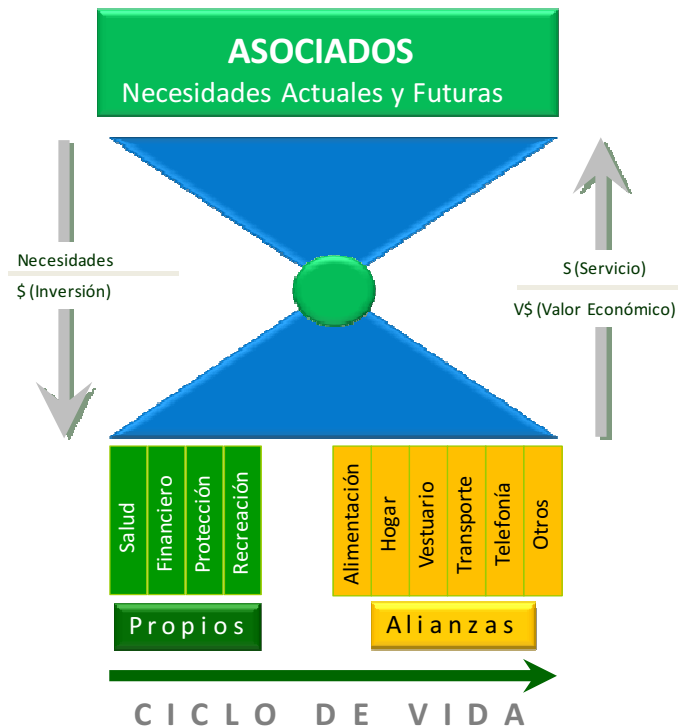 ASOCIADOS
Necesidades Actuales y Futuras
Necesidades
$ (Inversión)
S (Servicio)
V$ (Valor Económico)
Salud
Financiero
Protección
Recreación
Alimentación
Hogar
Vestuario
Transporte
Telefonía
Otros
Propios
Alianzas
CICLO DE VIDA